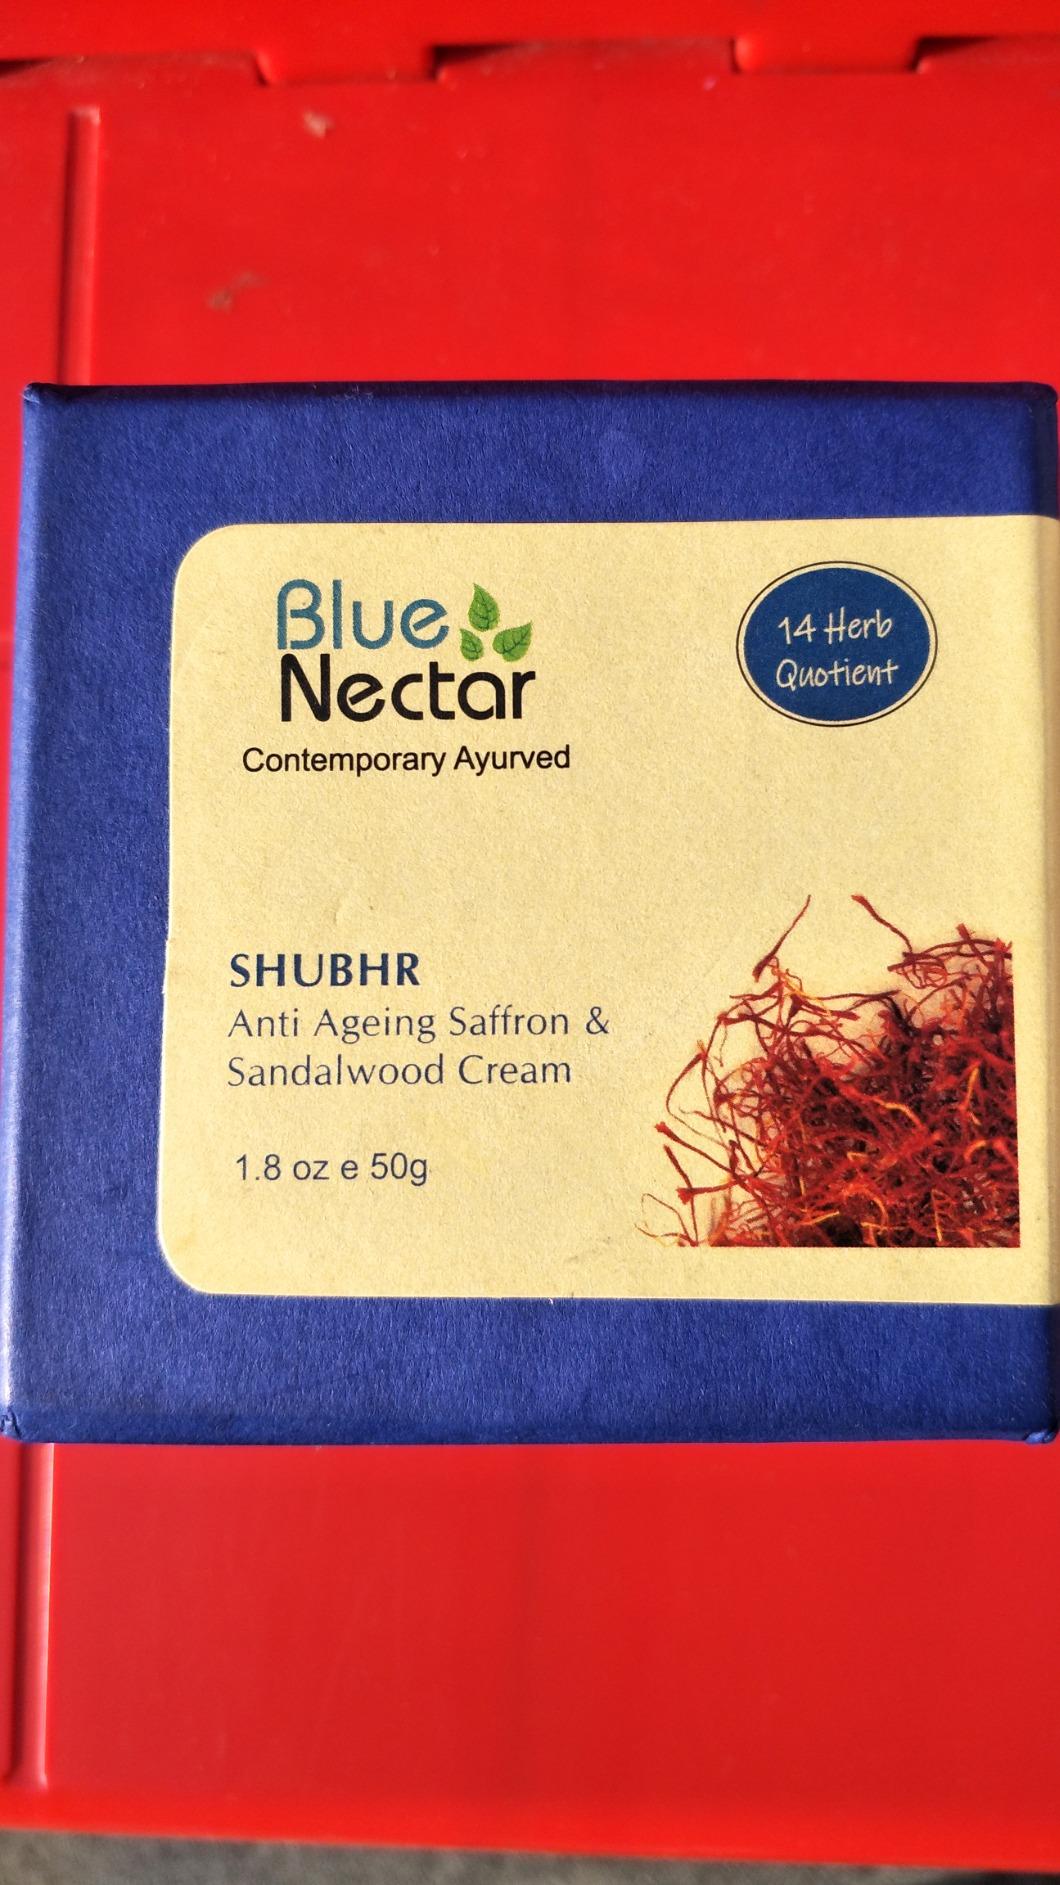 Blue
Nectar
Contemporary Ayurved
14 Herb
Quotient
SHUBHR
Anti Ageing Saffron &
Sandalwood Cream
1.8 oz e 50g